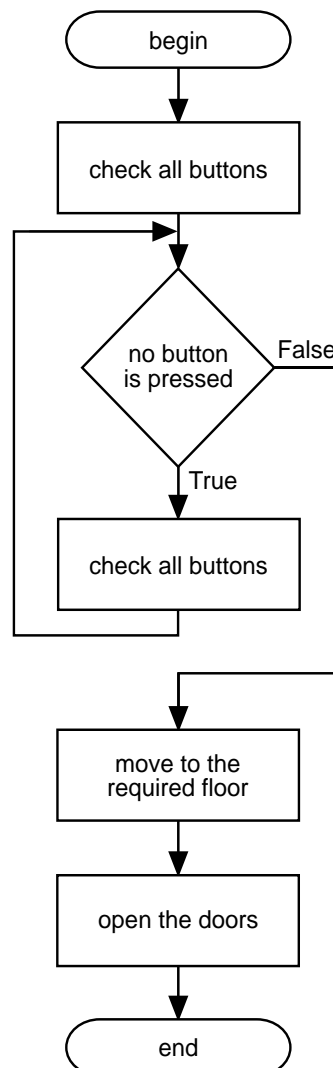 begin
check all buttons
no button
is pressed
False
True
check all buttons
move to the
required floor
open the doors
end